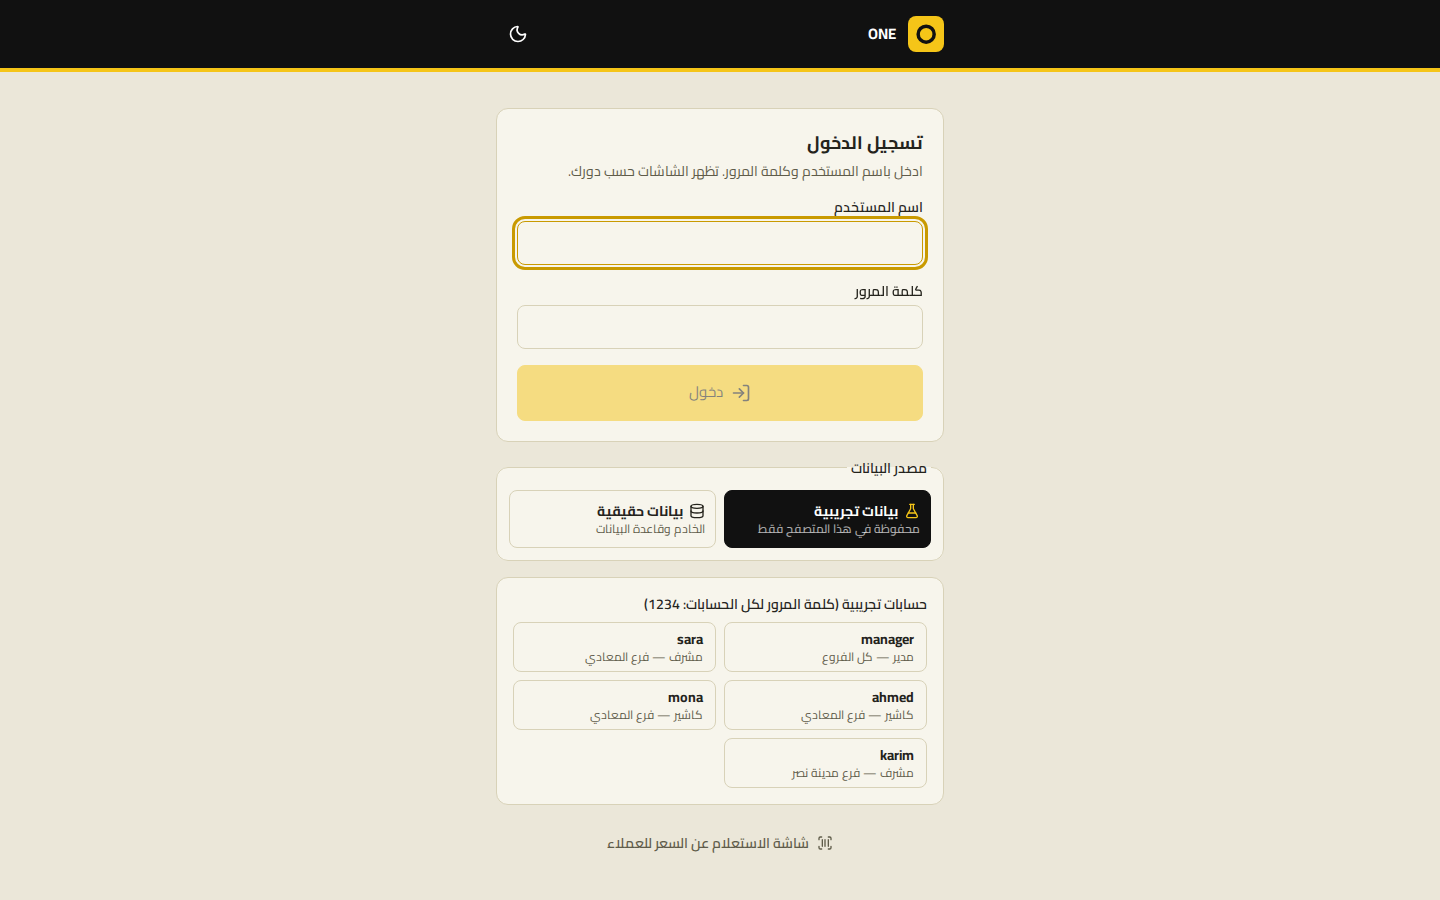 ONE
تسجيل الدخول
ادخل باسم المستخدم وكلمة المرور. تظهر الشاشات حسب دورك.
اسم المستخدم
كلمة المرور
دخول
مصدر البيانات
بيانات تجريبية
محفوظة في هذا المتصفح فقط
بيانات حقيقية
الخادم وقاعدة البيانات
حسابات تجريبية (كلمة المرور لكل الحسابات: 1234)
manager
مدير — كل الفروع
sara
مشرف — فرع المعادي
ahmed
كاشير — فرع المعادي
mona
كاشير — فرع المعادي
karim
مشرف — فرع مدينة نصر
شاشة الاستعلام عن السعر للعملاء